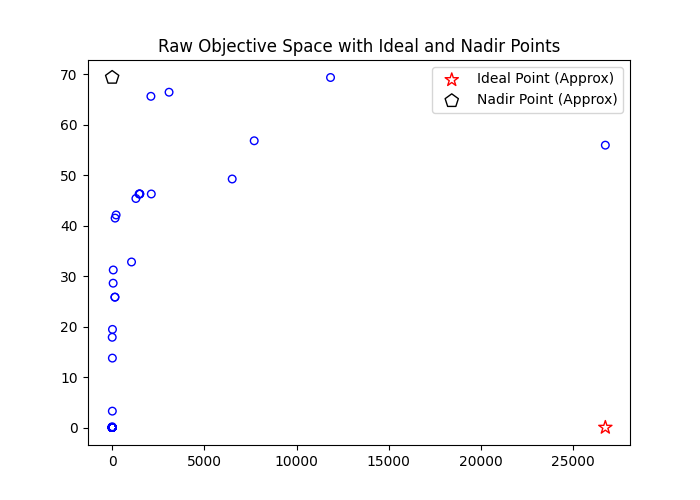 Raw Objective Space with Ideal and Nadir Points
Ideal Point (Approx)
Nadir Point (Approx)
70
60
50
40
30
20
10
0
0 5000 10000 15000 20000 25000